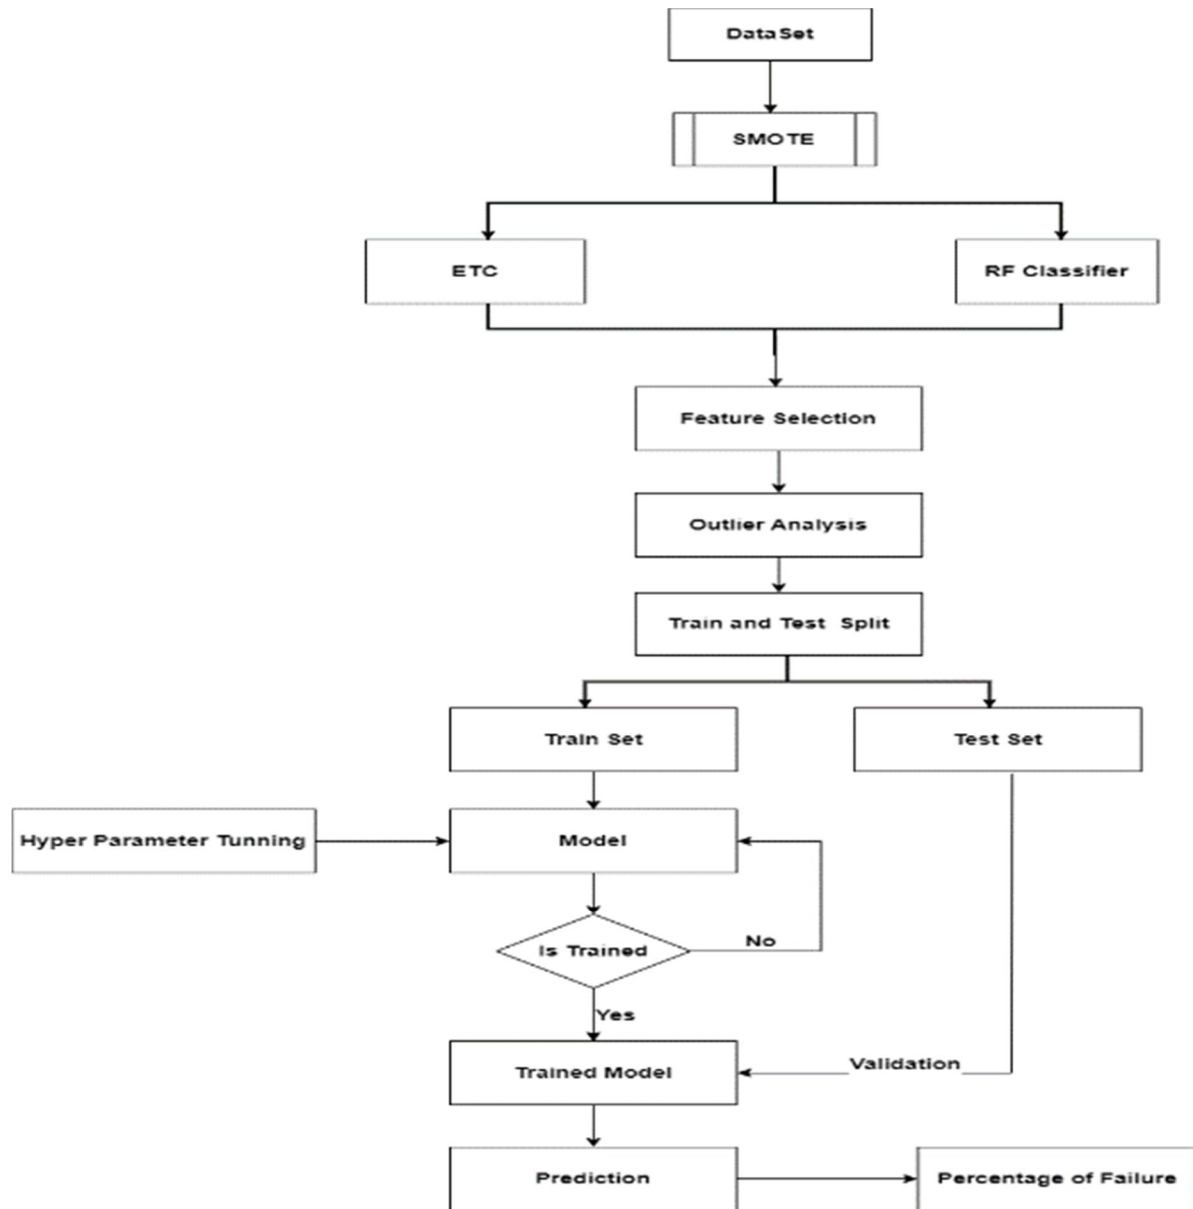 DataSet
SMOTE
ETC
RF Classifier
Feature Selection
Outlier Analysis
Train and Test Split
Train Set
Test Set
Hyper Parameter Tunning
Model
Is Trained
No
Yes
Trained Model
Validation
Prediction
Percentage of Failure